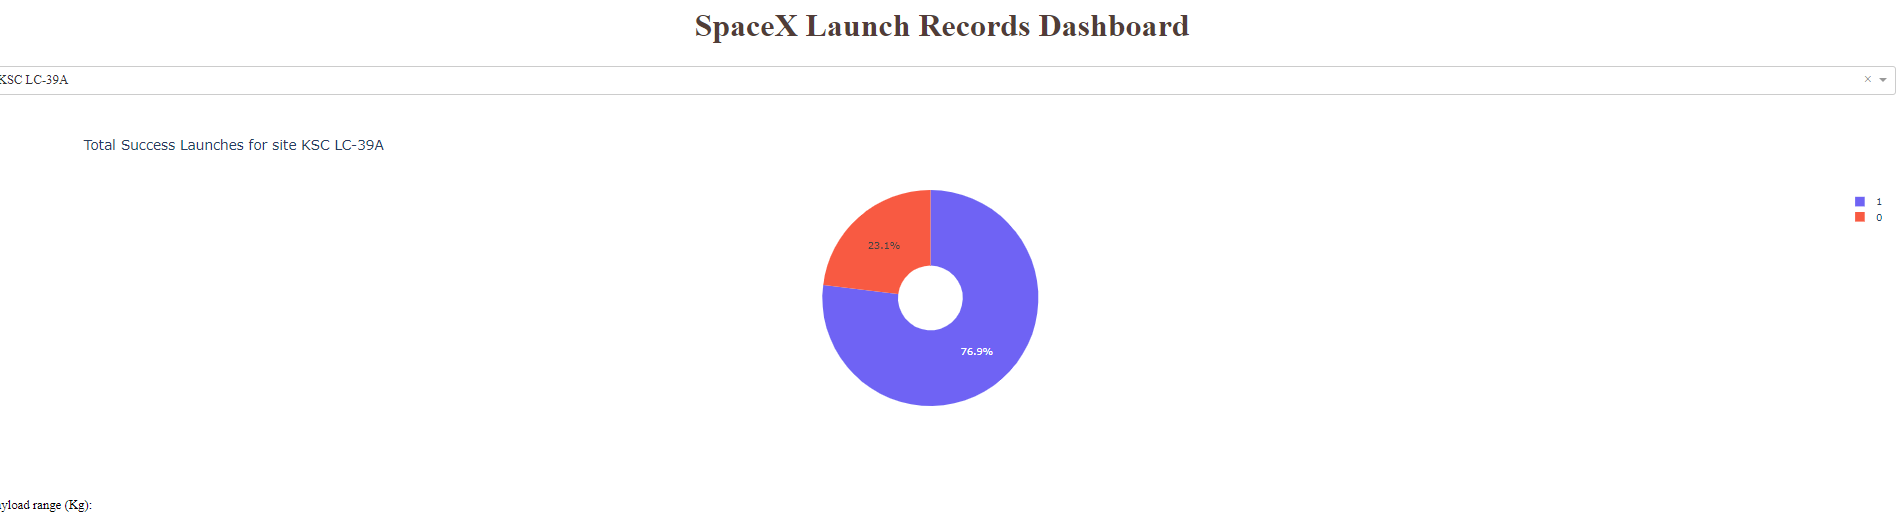 SpaceX Launch Records Dashboard
KSC LC-39A
Total Success Launches for site KSC LC-39A
1
0
23.1%
76.9%
yload range (Kg):